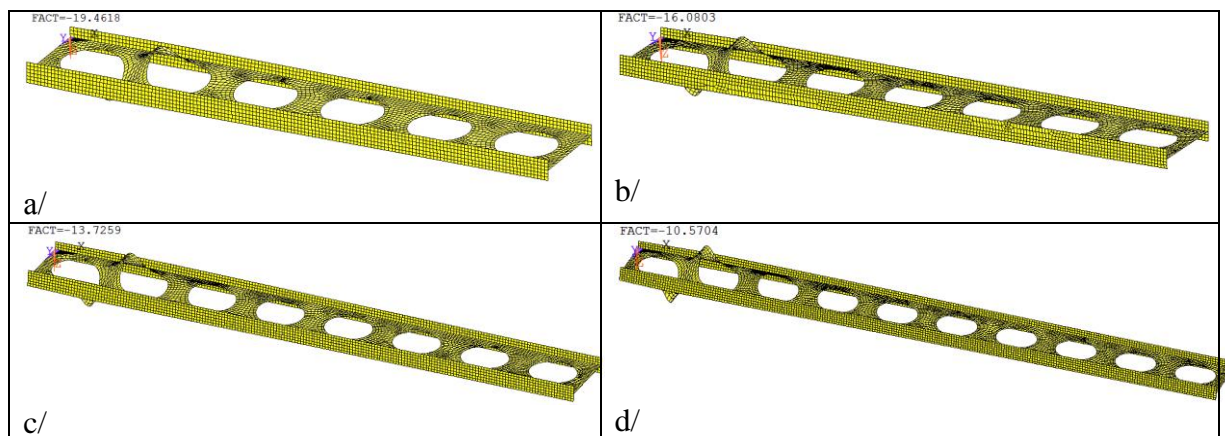 FACT=-19.4618
Y X
Z
a/
FACT=-16.0803
Y X
Z
b/
FACT=-13.7259
Y X
Z
c/
FACT=-10.5704
Y X
Z
d/